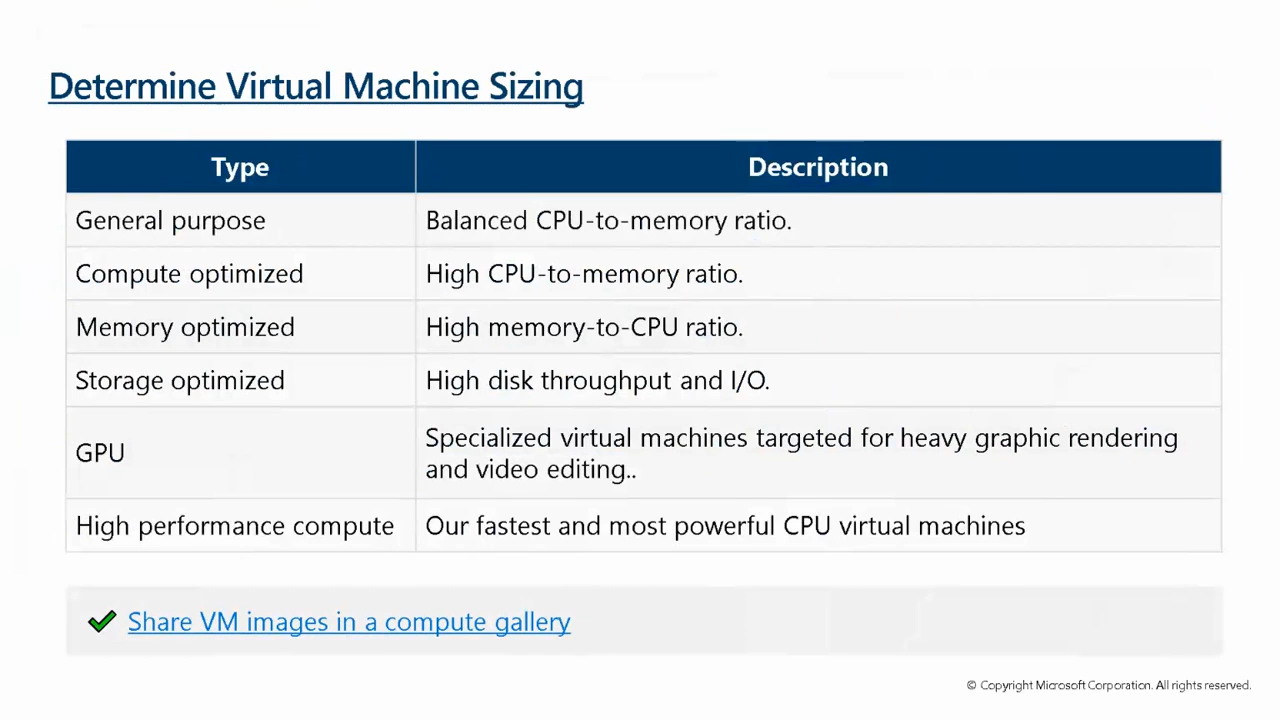 Determine Virtual Machine Sizing
Type Description
General purpose Balanced CPU-to-memory ratio.
Compute optimized High CPU-to-memory ratio.
Memory optimized High memory-to-CPU ratio.
Storage optimized High disk throughput and I/O.
GPU Specialized virtual machines targeted for heavy graphic rendering
and video editing..
High performance compute Our fastest and most powerful CPU virtual machines
Share VM images in a compute gallery
© Copyright Microsoft Corporation. All rights reserved.